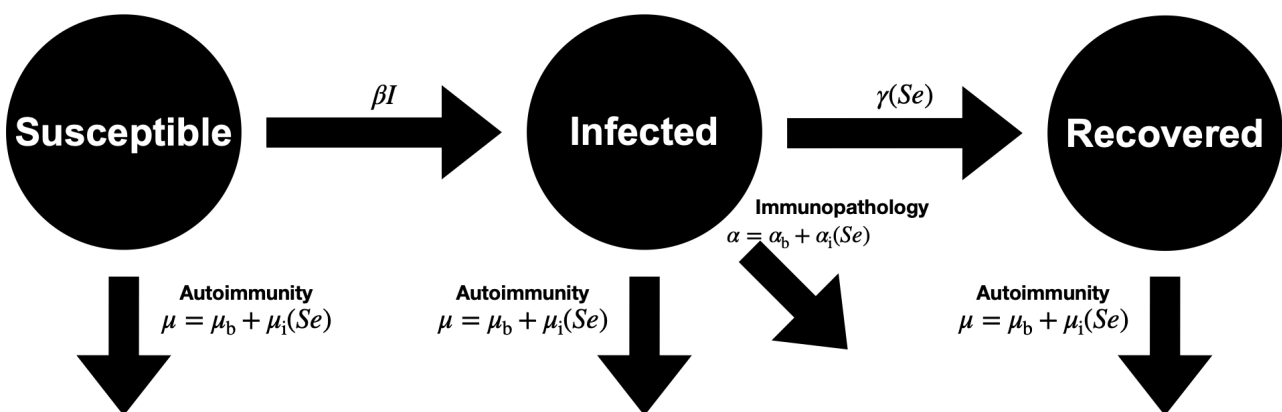 βI
γ(Se)
Susceptible
Infected
Recovered
Immunopathology
α = α_b + α_i(Se)
Autoimmunity
μ = μ_b + μ_i(Se)
Autoimmunity
μ = μ_b + μ_i(Se)
Autoimmunity
μ = μ_b + μ_i(Se)